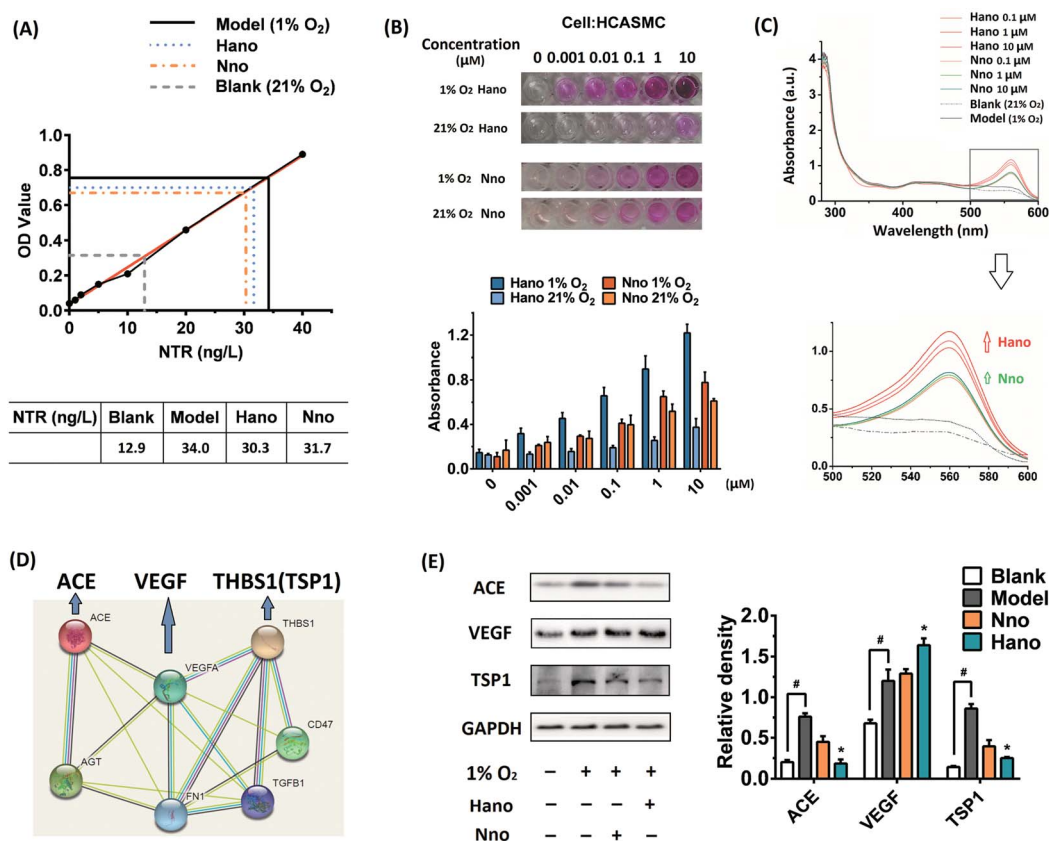 (A)
Model (1% O₂)
Hano
Nno
Blank (21% O₂)
1.0
0.8
0.6
0.4
0.2
0.0
OD Value
0 10 20 30 40
NTR (ng/L)
NTR (ng/L) Blank Model Hano Nno
12.9 34.0 30.3 31.7
(B)
Cell:HCASMC
Concentration
(μM)
0 0.001 0.01 0.1 1 10
1% O₂ Hano
21% O₂ Hano
1% O₂ Nno
21% O₂ Nno
Hano 1% O₂ Nno 1% O₂
Hano 21% O₂ Nno 21% O₂
1.2
0.8
0.4
0.0
Absorbance
0 0.001 0.01 0.1 1 10 (μM)
(C)
Hano 0.1 μM
Hano 1 μM
Hano 10 μM
Nno 0.1 μM
Nno 1 μM
Nno 10 μM
Blank (21% O₂)
Model (1% O₂)
5
4
3
2
1
0
Absorbance (a.u.)
300 400 500 600
Wavelength (nm)
Hano
Nno
1.0
0.5
0.0
500 520 540 560 580 600
(D)
ACE VEGF THBS1(TSP1)
ACE
THBS1
VEGFA
CD47
AGT
TGFB1
FN1
(E)
ACE
VEGF
TSP1
GAPDH
1% O₂ – + + +
Hano – – – +
Nno – – + –
Blank
Model
Nno
Hano
2.0
1.5
1.0
0.5
0.0
Relative density
# * # * # *
ACE VEGF TSP1